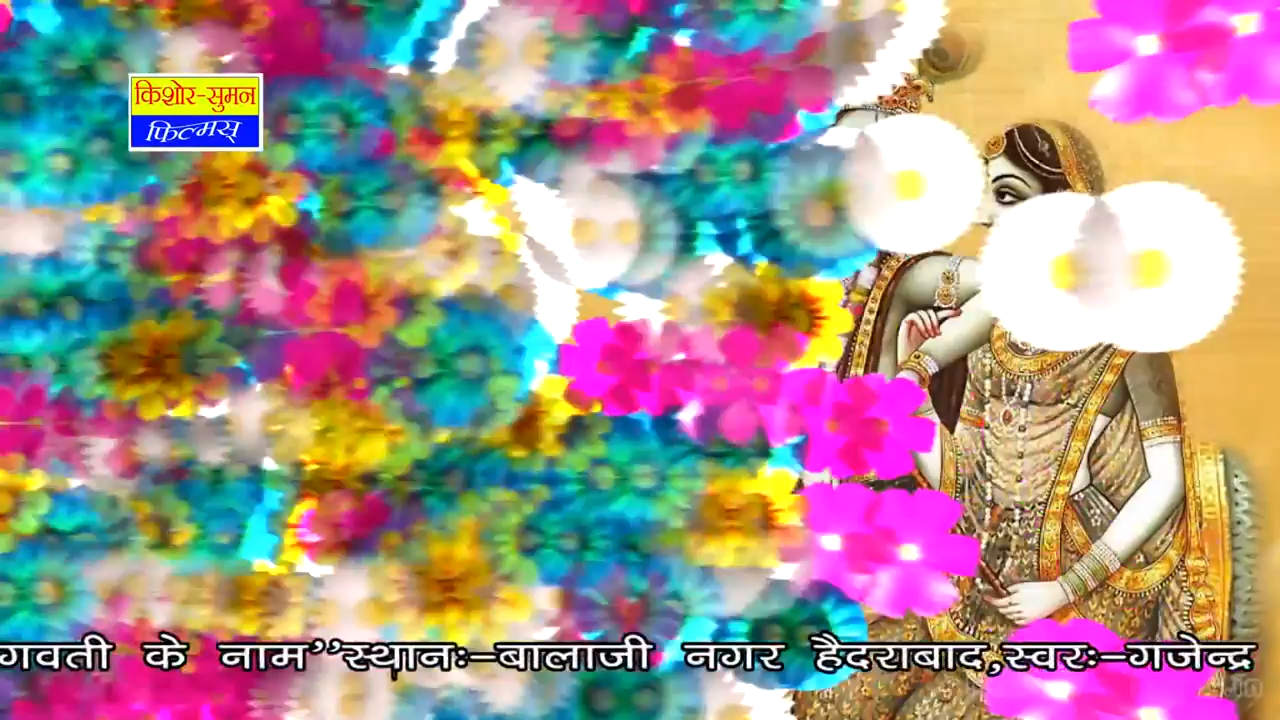 किशोर-सुमन
फिल्मस्
गवती के नाम”स्थानः-बालाजी नगर हैदराबाद,स्वरः-गजेन्द्र